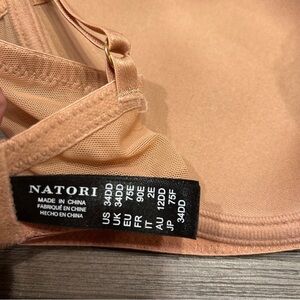 NATORI
MADE IN CHINA
FABRIQUÉ EN CHINE
HECHO EN CHINA
US 34DD
UK 34DD
EU 75E
FR 90E
IT 2E
AU 12DD
JP 75F
34DD